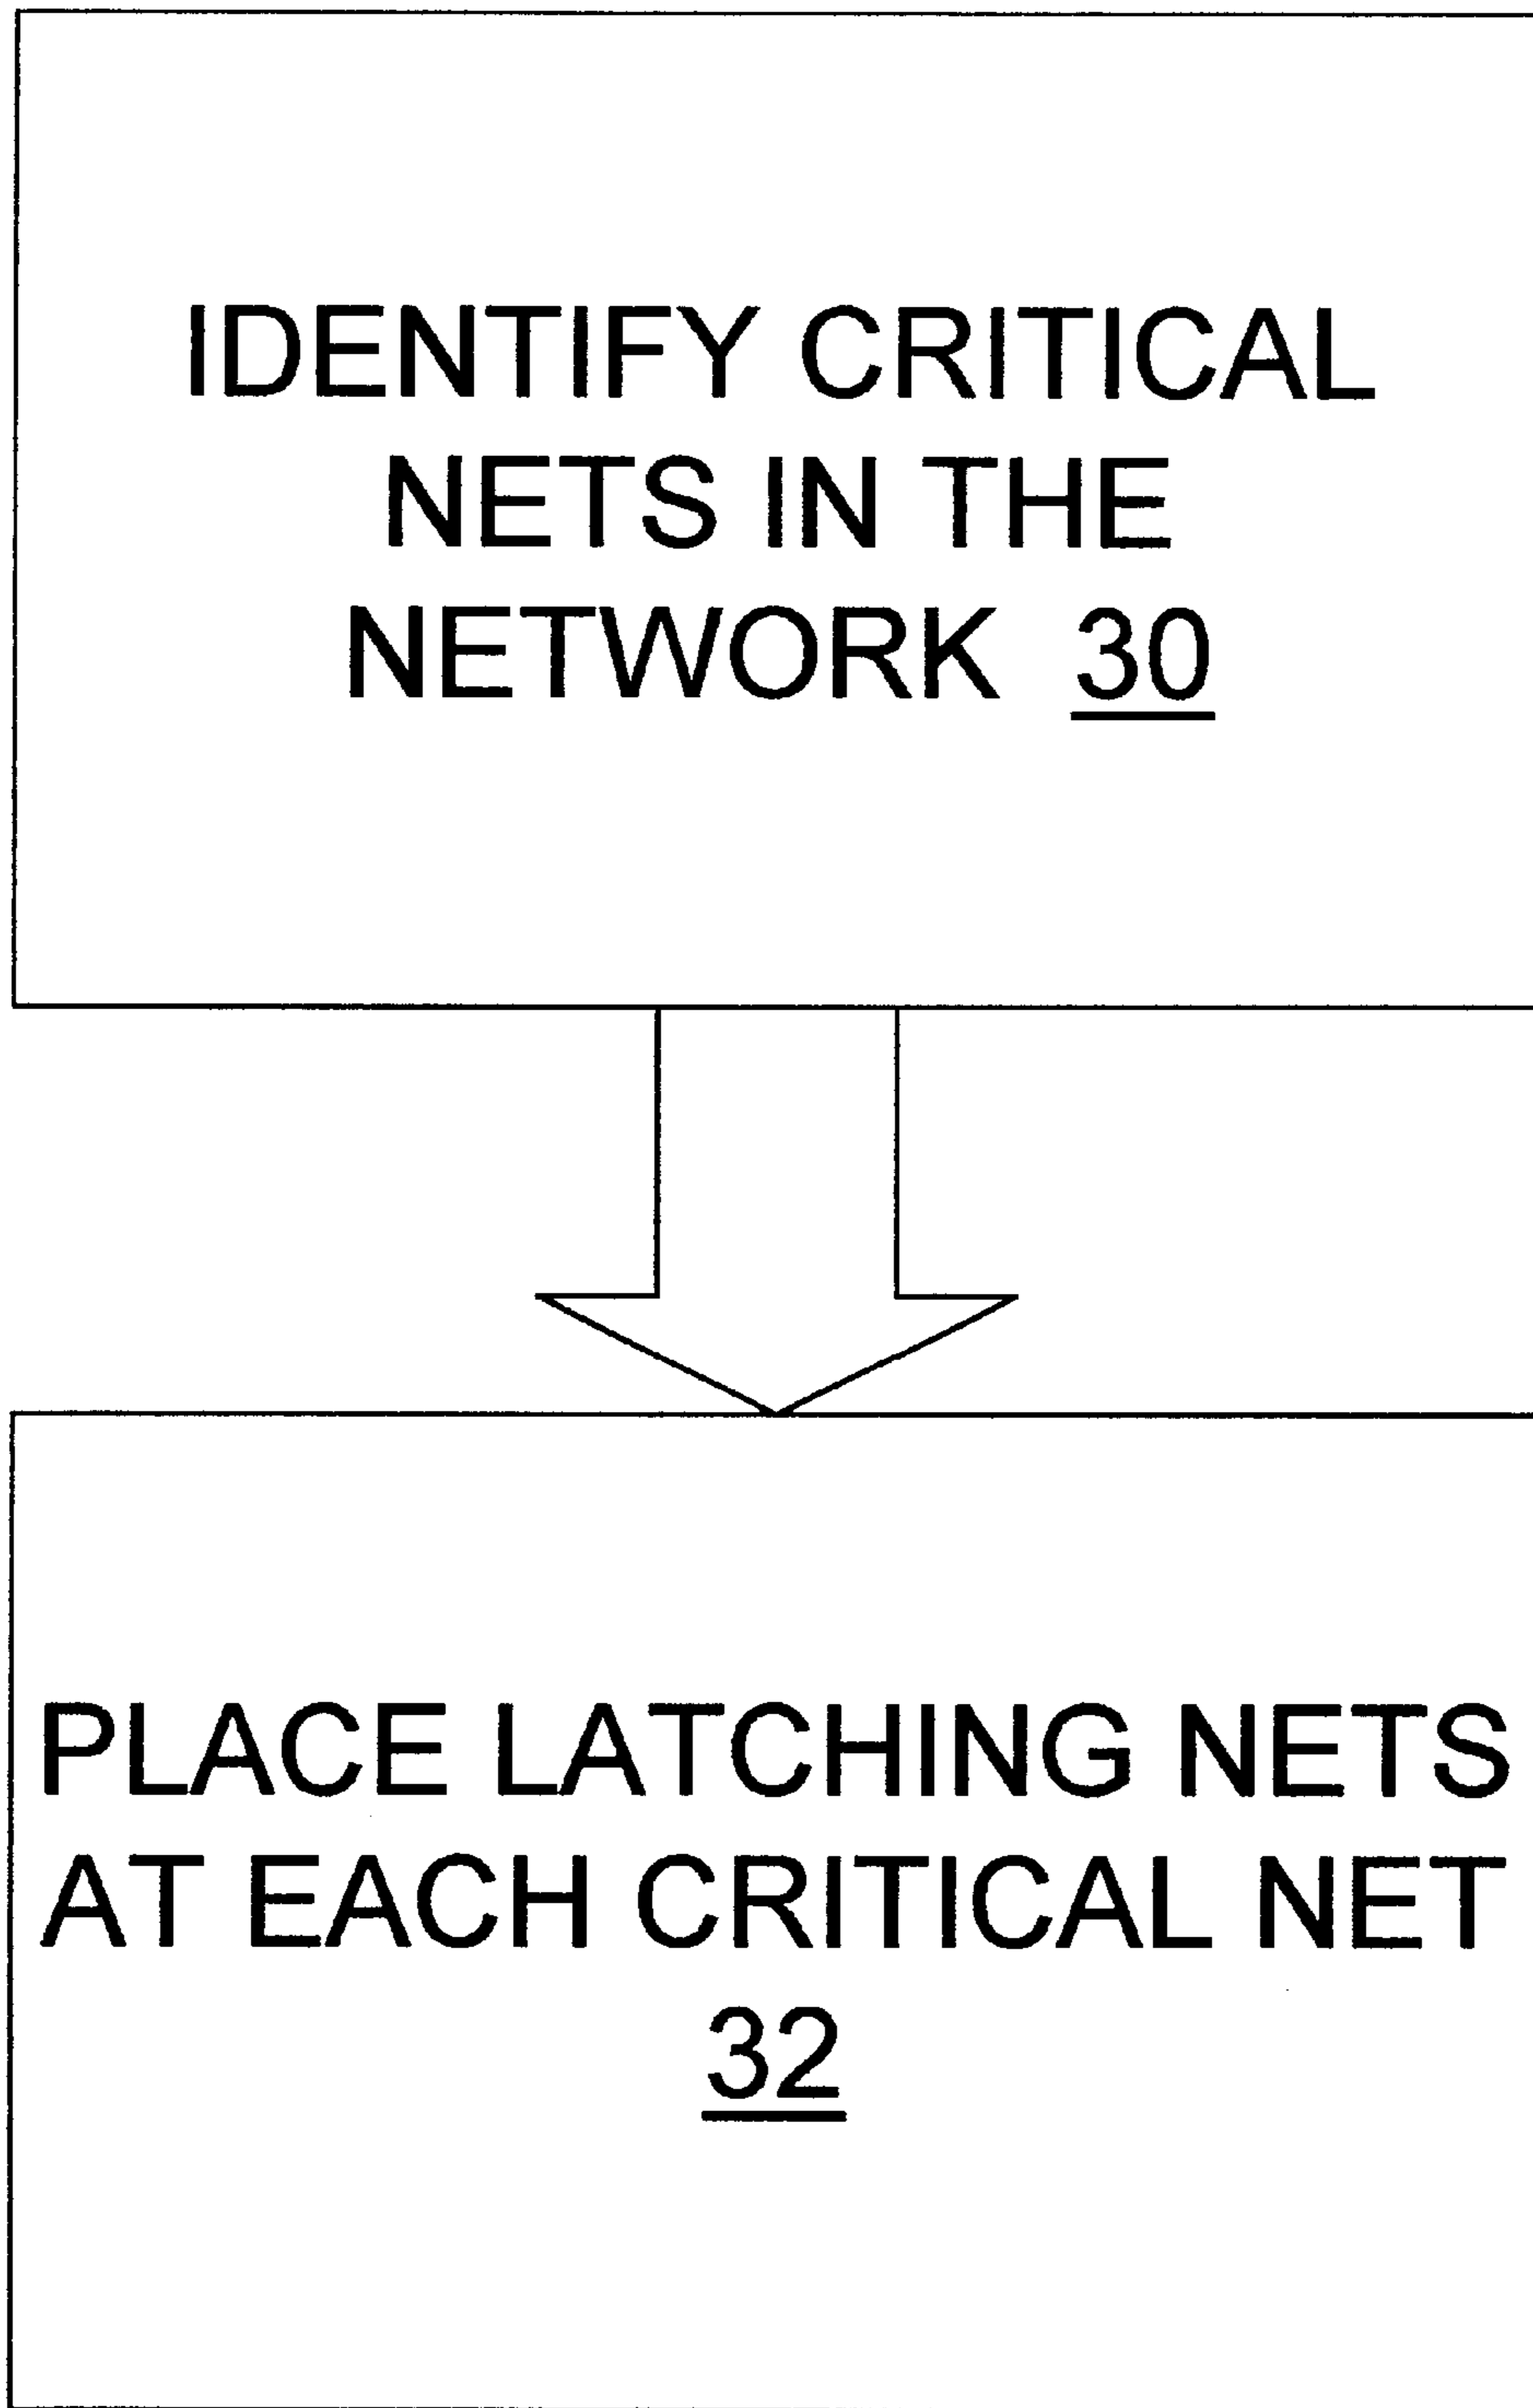 IDENTIFY CRITICAL
NETS IN THE
NETWORK 30
PLACE LATCHING NETS
AT EACH CRITICAL NET
32